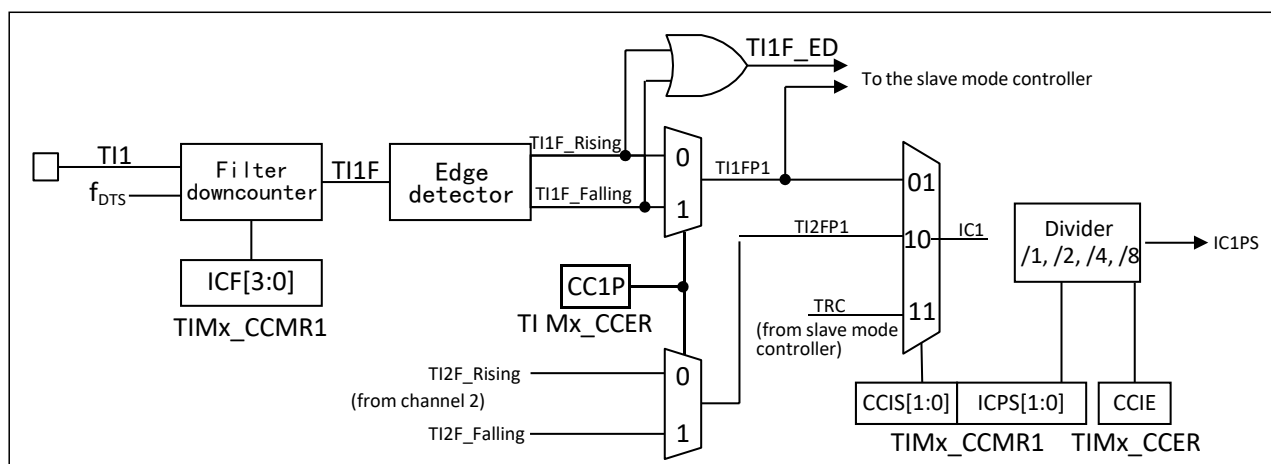 TI1F_ED
To the slave mode controller
TI1
f_DTS
Filter
downcounter
TI1F
Edge
detector
TI1F_Rising
TI1F_Falling
0
1
TI1FP1
TI2FP1
01
10
11
IC1
Divider
/1, /2, /4, /8
IC1PS
ICF[3:0]
TIMx_CCMR1
CC1P
TI Mx_CCER
TRC
(from slave mode
controller)
TI2F_Rising
(from channel 2)
TI2F_Falling
0
1
CCIS[1:0]
ICPS[1:0]
CCIE
TIMx_CCMR1
TIMx_CCER